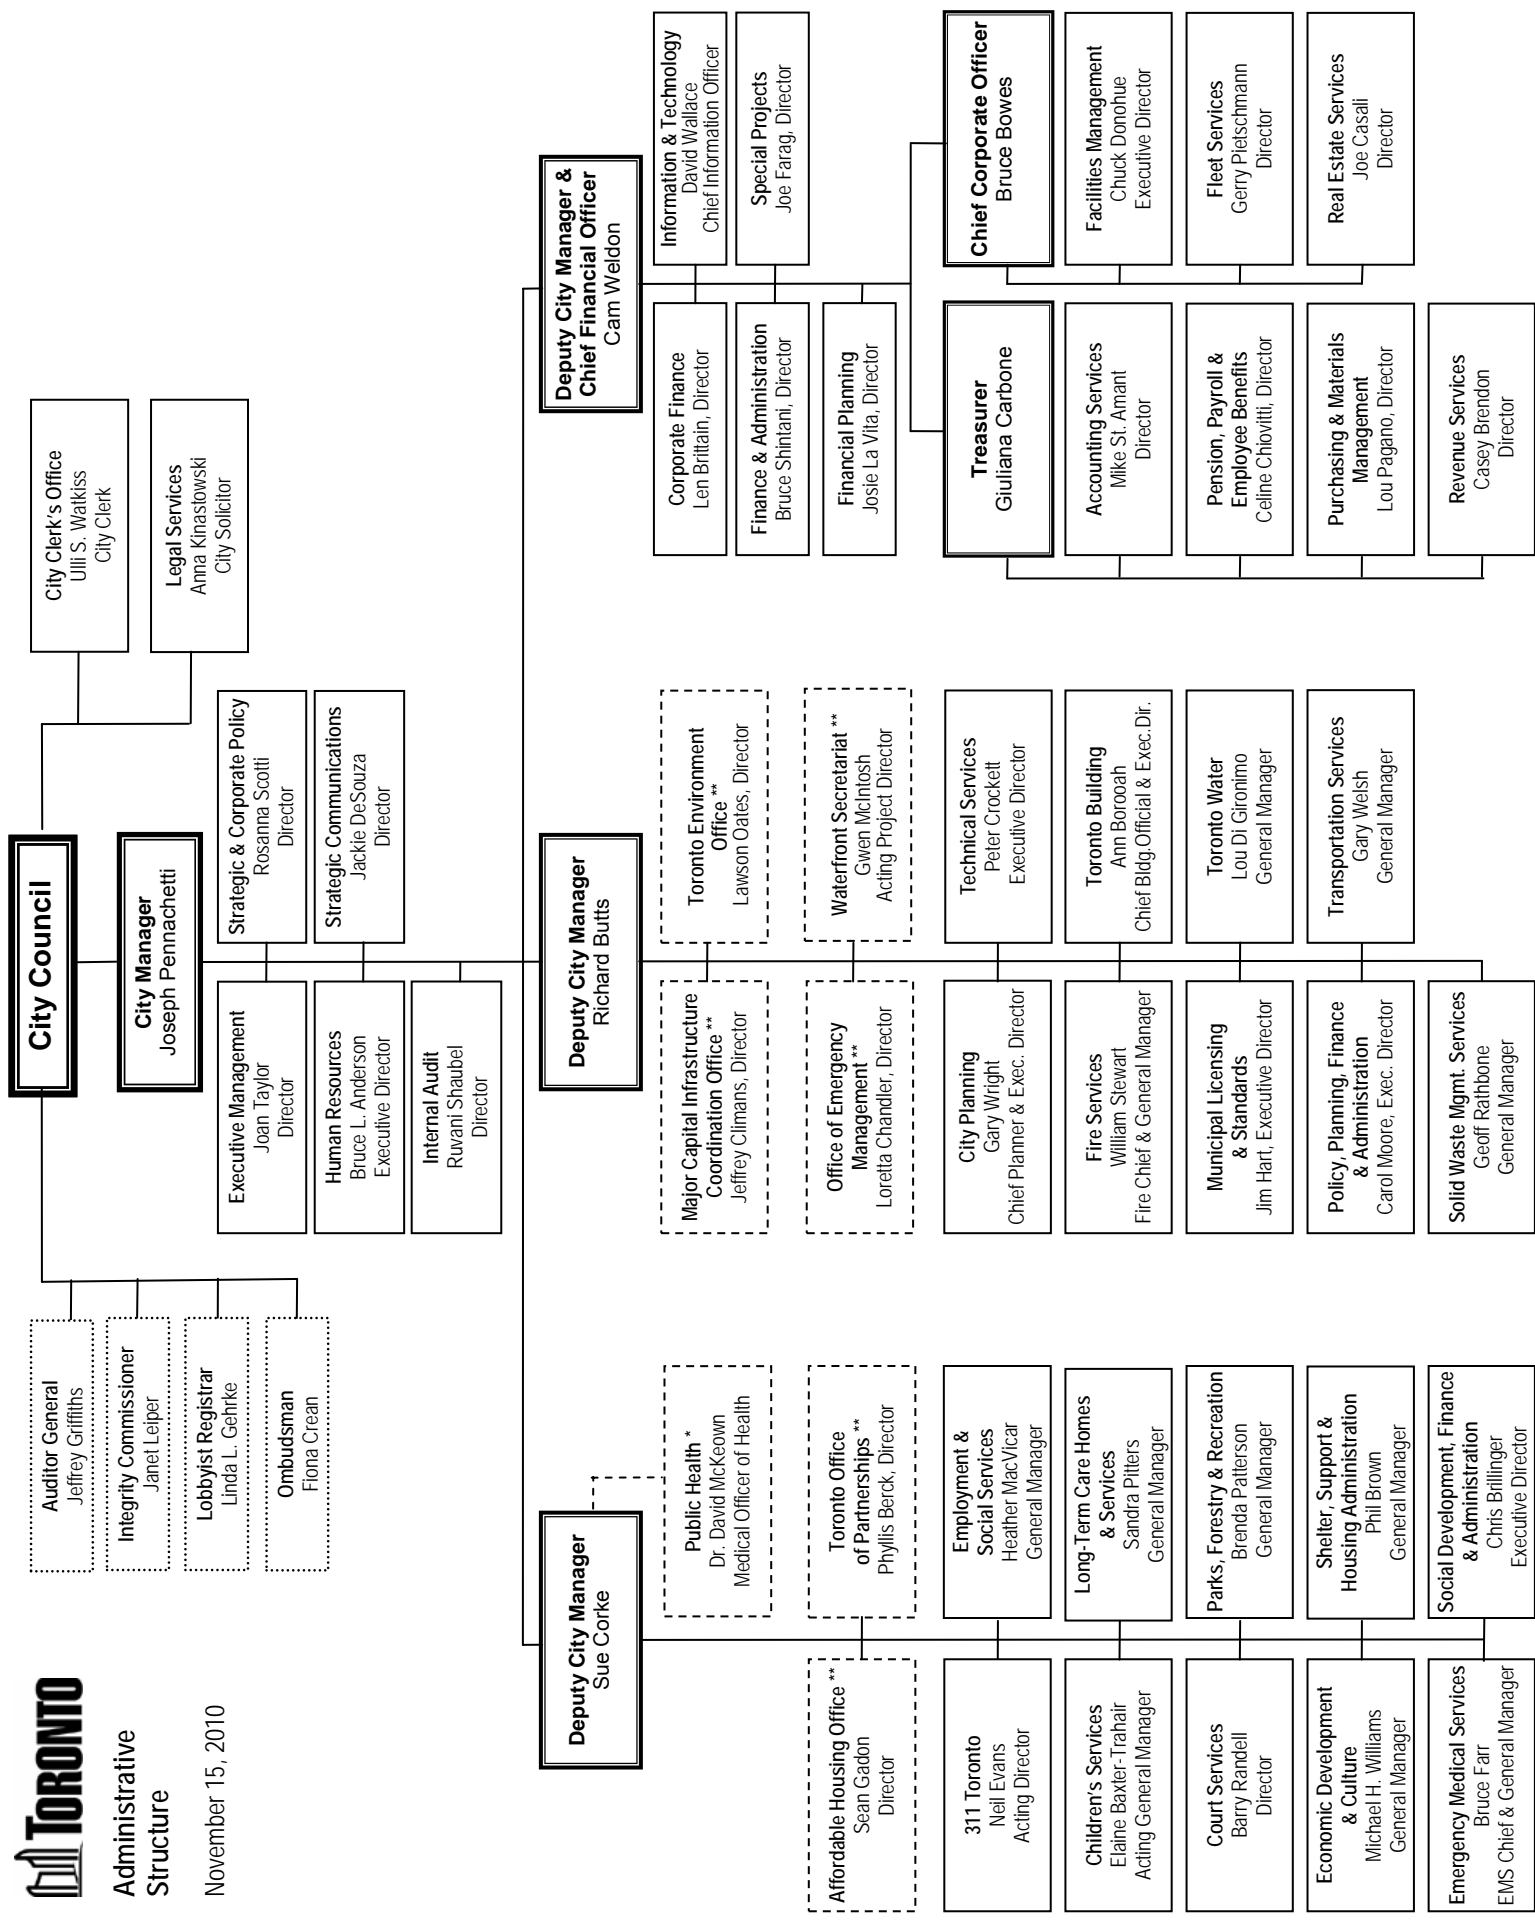 TORONTO
Administrative
Structure
November 15, 2010
City Council
Auditor General
Jeffrey Griffiths
Integrity Commissioner
Janet Leiper
Lobbyist Registrar
Linda L. Gehrke
Ombudsman
Fiona Crean
City Clerk's Office
Ulli S. Watkiss
City Clerk
Legal Services
Anna Kinastowski
City Solicitor
City Manager
Joseph Pennachetti
Executive Management
Joan Taylor
Director
Strategic & Corporate Policy
Rosanna Scotti
Director
Human Resources
Bruce L. Anderson
Executive Director
Strategic Communications
Jackie DeSouza
Director
Internal Audit
Ruvani Shaubel
Director
Deputy City Manager
Sue Corke
Public Health *
Dr. David McKeown
Medical Officer of Health
Affordable Housing Office **
Sean Gadon
Director
Toronto Office
of Partnerships **
Phyllis Berck, Director
311 Toronto
Neil Evans
Acting Director
Employment &
Social Services
Heather MacVicar
General Manager
Children's Services
Elaine Baxter-Trahair
Acting General Manager
Long-Term Care Homes
& Services
Sandra Pitters
General Manager
Court Services
Barry Randell
Director
Parks, Forestry & Recreation
Brenda Patterson
General Manager
Economic Development
& Culture
Michael H. Williams
General Manager
Shelter, Support &
Housing Administration
Phil Brown
General Manager
Emergency Medical Services
Bruce Farr
EMS Chief & General Manager
Social Development, Finance
& Administration
Chris Brillinger
Executive Director
Deputy City Manager
Richard Butts
Major Capital Infrastructure
Coordination Office **
Jeffrey Climans, Director
Toronto Environment
Office **
Lawson Oates, Director
Office of Emergency
Management **
Loretta Chandler, Director
Waterfront Secretariat **
Gwen McIntosh
Acting Project Director
City Planning
Gary Wright
Chief Planner & Exec. Director
Technical Services
Peter Crockett
Executive Director
Fire Services
William Stewart
Fire Chief & General Manager
Toronto Building
Ann Borooah
Chief Bldg.Official & Exec.Dir.
Municipal Licensing
& Standards
Jim Hart, Executive Director
Toronto Water
Lou Di Gironimo
General Manager
Policy, Planning, Finance
& Administration
Carol Moore, Exec. Director
Transportation Services
Gary Welsh
General Manager
Solid Waste Mgmt. Services
Geoff Rathbone
General Manager
Deputy City Manager &
Chief Financial Officer
Cam Weldon
Corporate Finance
Len Brittain, Director
Information & Technology
David Wallace
Chief Information Officer
Finance & Administration
Bruce Shintani, Director
Special Projects
Joe Farag, Director
Financial Planning
Josie La Vita, Director
Treasurer
Giuliana Carbone
Accounting Services
Mike St. Amant
Director
Pension, Payroll &
Employee Benefits
Celine Chiovitti, Director
Purchasing & Materials
Management
Lou Pagano, Director
Revenue Services
Casey Brendon
Director
Chief Corporate Officer
Bruce Bowes
Facilities Management
Chuck Donohue
Executive Director
Fleet Services
Gerry Pietschmann
Director
Real Estate Services
Joe Casali
Director